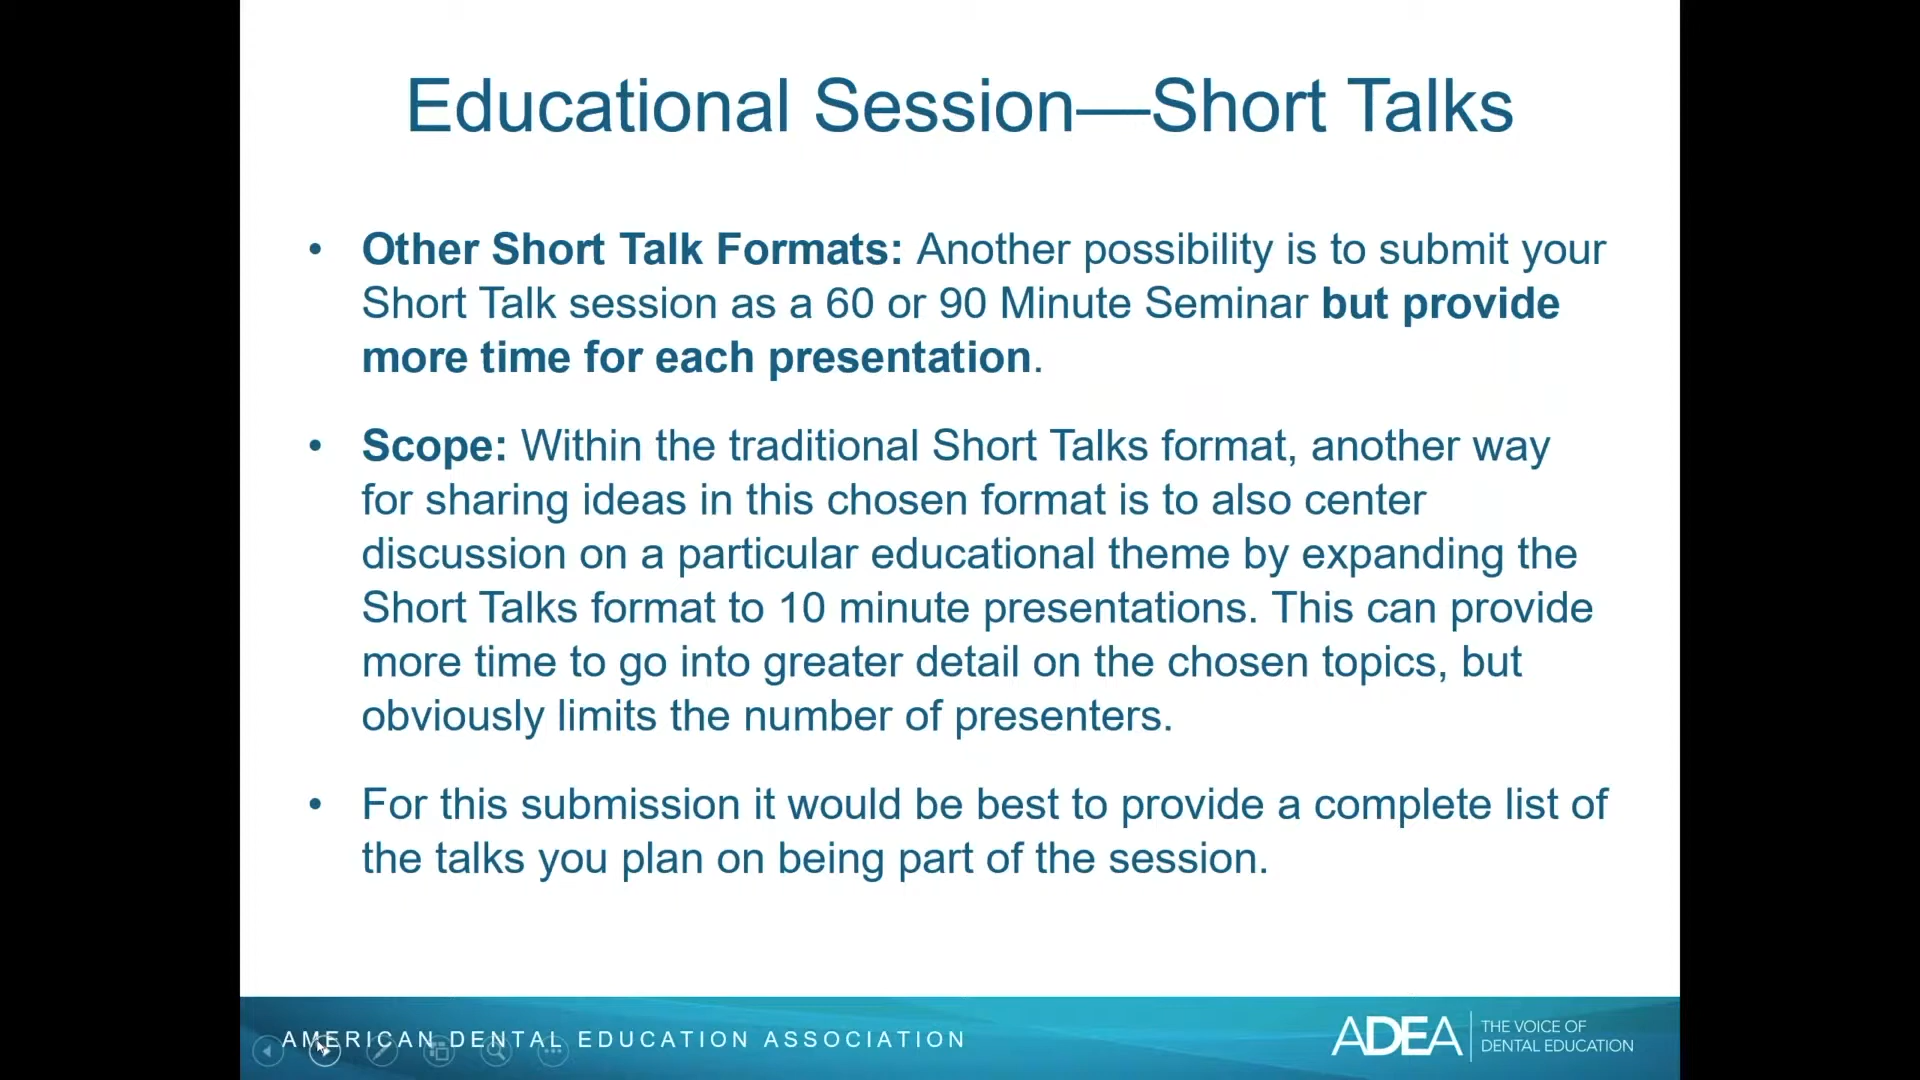 Educational Session—Short Talks
• Other Short Talk Formats: Another possibility is to submit your
Short Talk session as a 60 or 90 Minute Seminar but provide
more time for each presentation.
• Scope: Within the traditional Short Talks format, another way
for sharing ideas in this chosen format is to also center
discussion on a particular educational theme by expanding the
Short Talks format to 10 minute presentations. This can provide
more time to go into greater detail on the chosen topics, but
obviously limits the number of presenters.
• For this submission it would be best to provide a complete list of
the talks you plan on being part of the session.
AMERICAN DENTAL EDUCATION ASSOCIATION
ADEA
THE VOICE OF
DENTAL EDUCATION